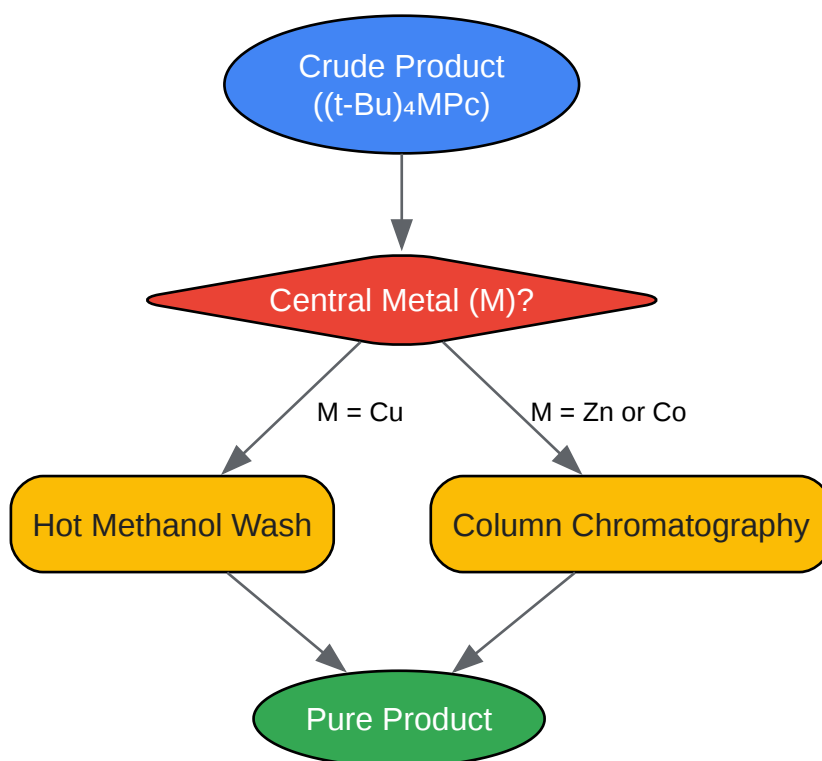 Crude Product
((t-Bu)₄MPc)
Central Metal (M)?
M = Cu
M = Zn or Co
Hot Methanol Wash
Column Chromatography
Pure Product